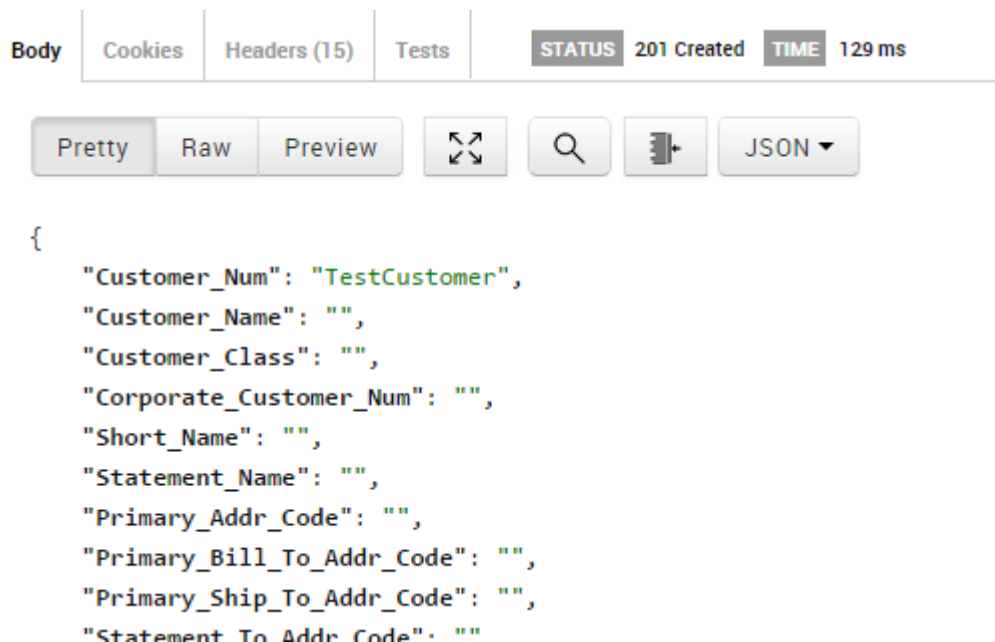 Body Cookies Headers (15) Tests STATUS 201 Created TIME 129 ms
Pretty Raw Preview JSON
{
"Customer_Num": "TestCustomer",
"Customer_Name": "",
"Customer_Class": "",
"Corporate_Customer_Num": "",
"Short_Name": "",
"Statement_Name": "",
"Primary_Addr_Code": "",
"Primary_Bill_To_Addr_Code": "",
"Primary_Ship_To_Addr_Code": "",
"Statement_To_Addr_Code": ""